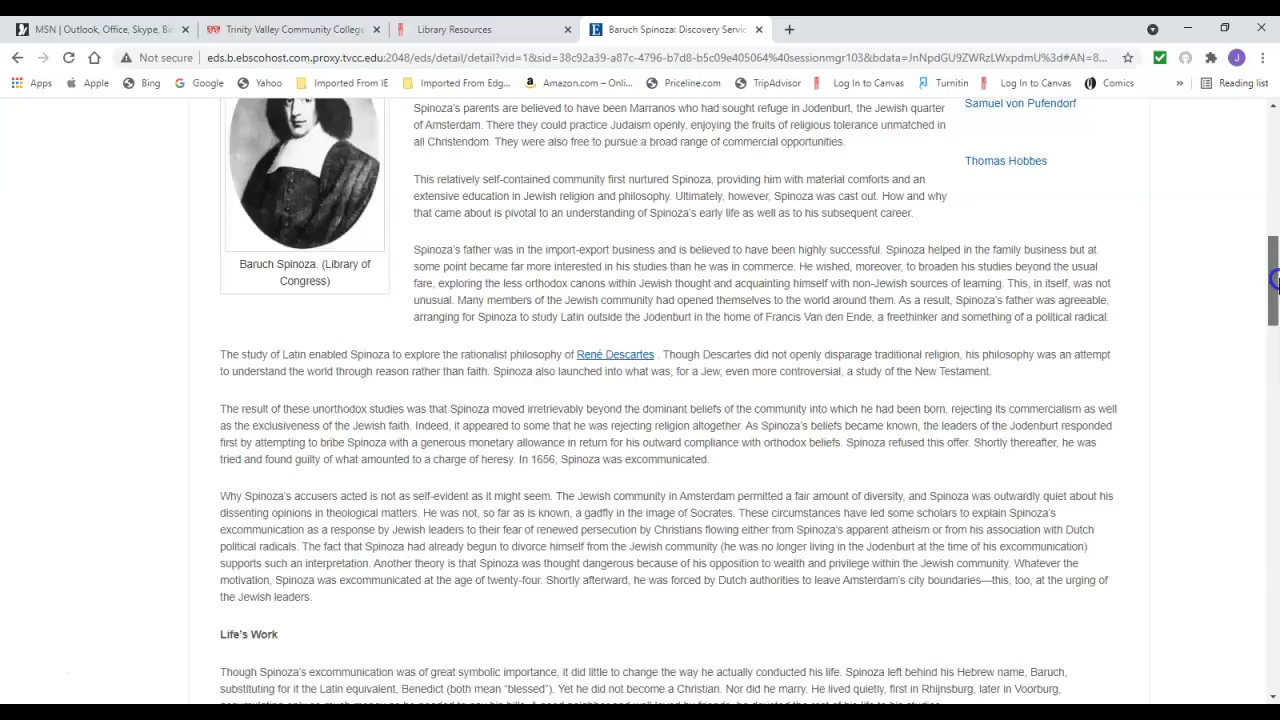 MSN | Outlook, Office, Skype, Bin
Trinity Valley Community College
Library Resources
Baruch Spinoza: Discovery Servic
Not secure
eds.b.ebscohost.com.proxy.tvcc.edu:2048/eds/detail/detail?vid=1&sid=38c92a39-a87c-4796-b7d8-b5c09e405064%40sessionmgr103&bdata=JnNpdGU9ZWRzLWxpdmU%3d#AN=8...
J
Apps
Apple
Bing
Google
Yahoo
Imported From IE
Imported From Edg...
Amazon.com – Onli...
Priceline.com
TripAdvisor
Log In to Canvas
Turnitin
Log In to Canvas
Comics
»
Reading list
Spinoza's parents are believed to have been Marranos who had sought refuge in Jodenburt, the Jewish quarter
of Amsterdam. There they could practice Judaism openly, enjoying the fruits of religious tolerance unmatched in
all Christendom. They were also free to pursue a broad range of commercial opportunities.
Samuel von Pufendorf
Thomas Hobbes
This relatively self-contained community first nurtured Spinoza, providing him with material comforts and an
extensive education in Jewish religion and philosophy. Ultimately, however, Spinoza was cast out. How and why
that came about is pivotal to an understanding of Spinoza's early life as well as to his subsequent career.
Baruch Spinoza. (Library of
Congress)
Spinoza's father was in the import-export business and is believed to have been highly successful. Spinoza helped in the family business but at
some point became far more interested in his studies than he was in commerce. He wished, moreover, to broaden his studies beyond the usual
fare, exploring the less orthodox canons within Jewish thought and acquainting himself with non-Jewish sources of learning. This, in itself, was not
unusual. Many members of the Jewish community had opened themselves to the world around them. As a result, Spinoza's father was agreeable,
arranging for Spinoza to study Latin outside the Jodenburt in the home of Francis Van den Ende, a freethinker and something of a political radical.
The study of Latin enabled Spinoza to explore the rationalist philosophy of René Descartes . Though Descartes did not openly disparage traditional religion, his philosophy was an attempt
to understand the world through reason rather than faith. Spinoza also launched into what was, for a Jew, even more controversial, a study of the New Testament.
The result of these unorthodox studies was that Spinoza moved irretrievably beyond the dominant beliefs of the community into which he had been born, rejecting its commercialism as well
as the exclusiveness of the Jewish faith. Indeed, it appeared to some that he was rejecting religion altogether. As Spinoza's beliefs became known, the leaders of the Jodenburt responded
first by attempting to bribe Spinoza with a generous monetary allowance in return for his outward compliance with orthodox beliefs. Spinoza refused this offer. Shortly thereafter, he was
tried and found guilty of what amounted to a charge of heresy. In 1656, Spinoza was excommunicated.
Why Spinoza's accusers acted is not as self-evident as it might seem. The Jewish community in Amsterdam permitted a fair amount of diversity, and Spinoza was outwardly quiet about his
dissenting opinions in theological matters. He was not, so far as is known, a gadfly in the image of Socrates. These circumstances have led some scholars to explain Spinoza's
excommunication as a response by Jewish leaders to their fear of renewed persecution by Christians flowing either from Spinoza's apparent atheism or from his association with Dutch
political radicals. The fact that Spinoza had already begun to divorce himself from the Jewish community (he was no longer living in the Jodenburt at the time of his excommunication)
supports such an interpretation. Another theory is that Spinoza was thought dangerous because of his opposition to wealth and privilege within the Jewish community. Whatever the
motivation, Spinoza was excommunicated at the age of twenty-four. Shortly afterward, he was forced by Dutch authorities to leave Amsterdam's city boundaries—this, too, at the urging of
the Jewish leaders.
Life's Work
Though Spinoza's excommunication was of great symbolic importance, it did little to change the way he actually conducted his life. Spinoza left behind his Hebrew name, Baruch,
substituting for it the Latin equivalent, Benedict (both mean "blessed"). Yet he did not become a Christian. Nor did he marry. He lived quietly, first in Rhijnsburg, later in Voorburg,